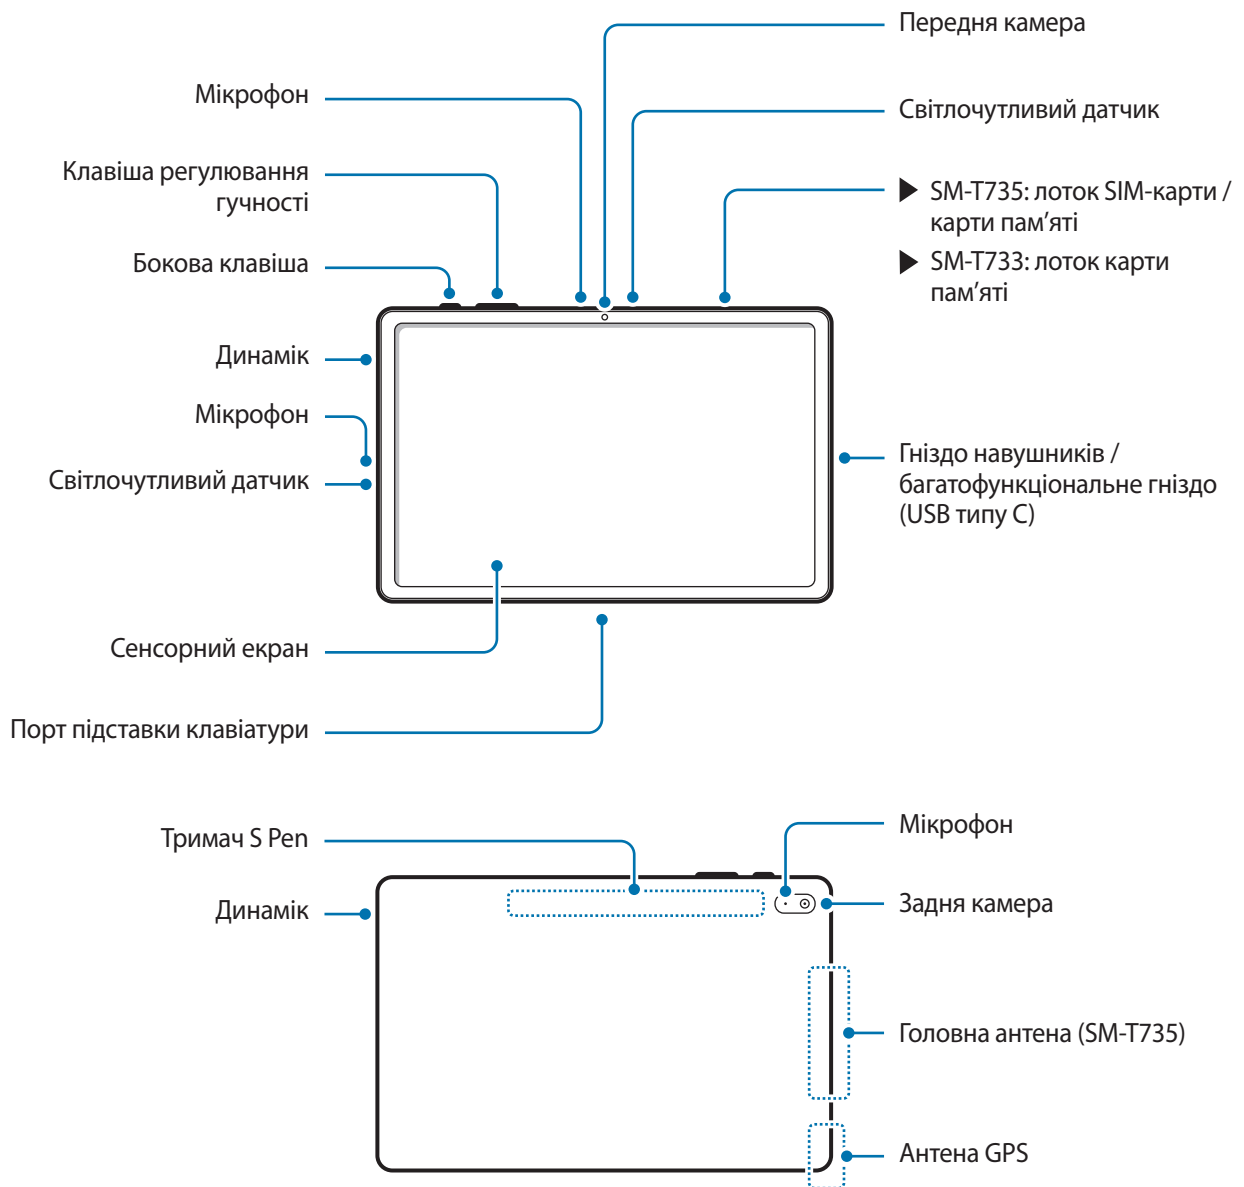 Передня камера
Мікрофон
Світлочутливий датчик
Клавіша регулювання
гучності
SM-T735: лоток SIM-карти /
карти пам’яті
SM-T733: лоток карти
пам’яті
Бокова клавіша
Динамік
Мікрофон
Світлочутливий датчик
Гніздо навушників /
багатофункціональне гніздо
(USB типу C)
Сенсорний екран
Порт підставки клавіатури
Тримач S Pen
Мікрофон
Динамік
Задня камера
Головна антена (SM-T735)
Антена GPS